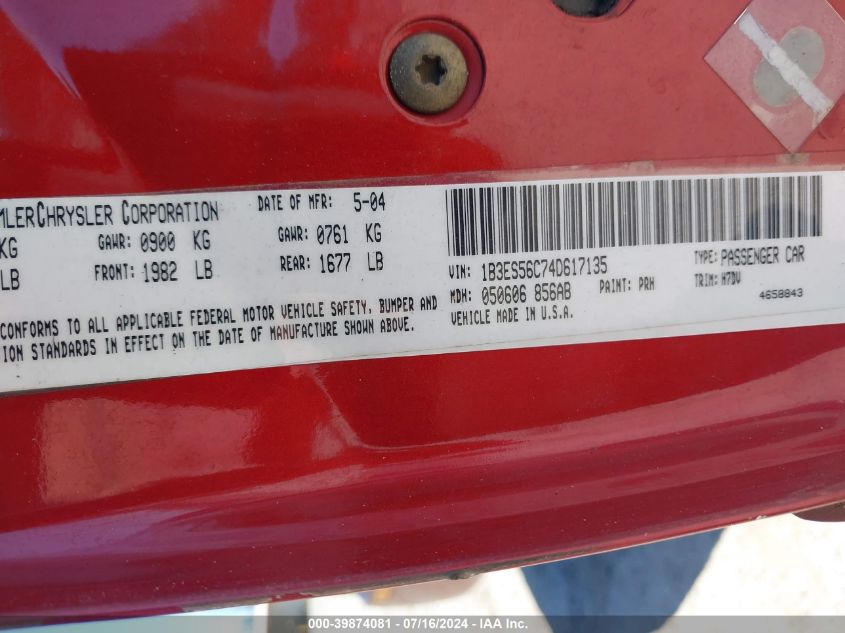 MLERCHRYSLER CORPORATION DATE OF MFR: 5-04
KG GAWR: 0900 KG GAWR: 0761 KG
LB FRONT: 1982 LB REAR: 1677 LB
CONFORMS TO ALL APPLICABLE FEDERAL MOTOR VEHICLE SAFETY, BUMPER AND
ION STANDARDS IN EFFECT ON THE DATE OF MANUFACTURE SHOWN ABOVE.
VIN: 1B3ES56C74D617135 TYPE: PASSENGER CAR
MDH: 050606 856AB PAINT: PRH TRIM: H7DV
VEHICLE MADE IN U.S.A. 4658843
000-39874081 - 07/16/2024 - IAA Inc.